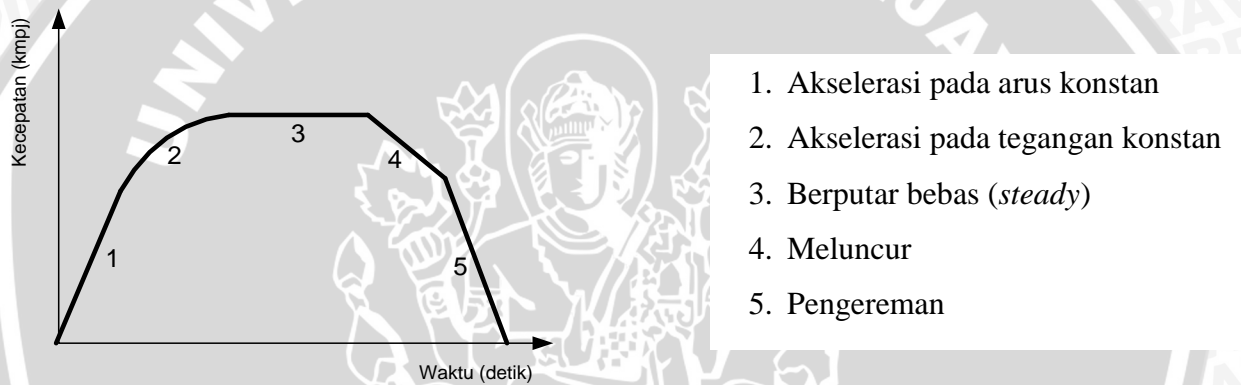 Kecepatan (kmpj)
1
2
3
4
5
Waktu (detik)
1. Akselerasi pada arus konstan
2. Akselerasi pada tegangan konstan
3. Berputar bebas (steady)
4. Meluncur
5. Pengereman